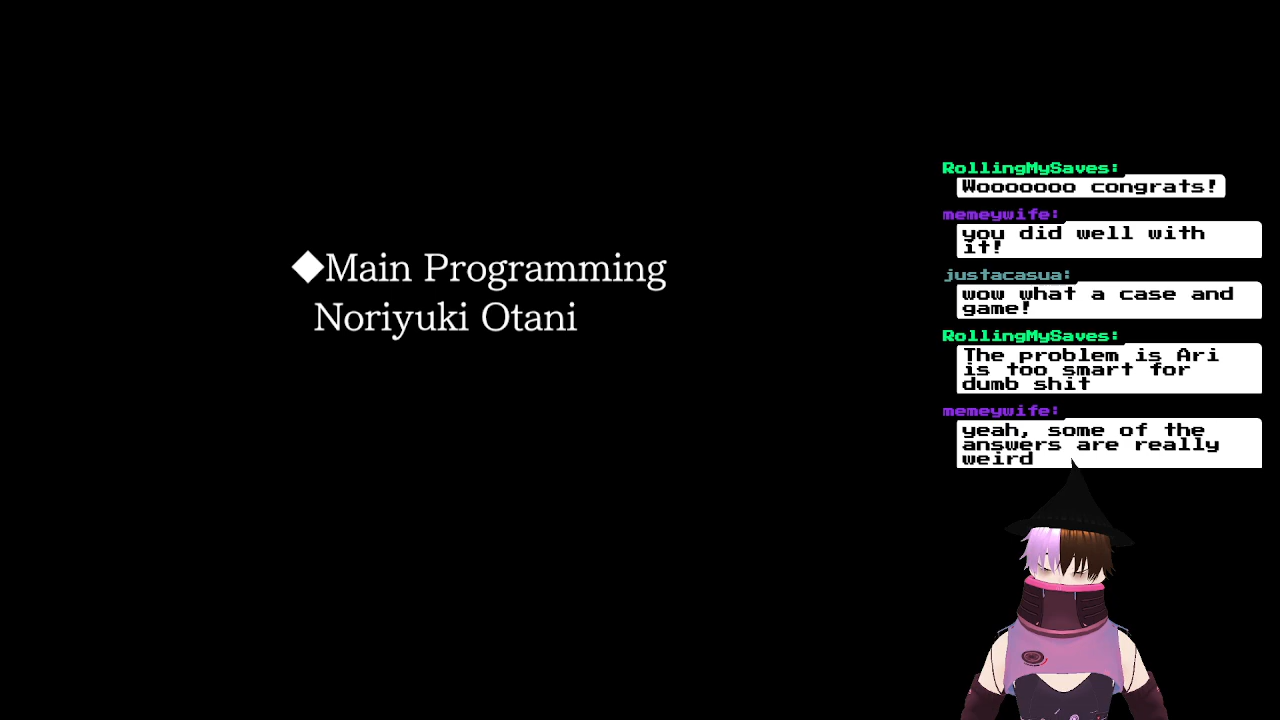 ◆Main Programming
Noriyuki Otani
RollingMySaves:
Wooooooo congrats!
memeywife:
you did well with
it!
justacasua:
wow what a case and
game!
RollingMySaves:
The problem is Ari
is too smart for
dumb shit
memeywife:
yeah, some of the
answers are really
weird